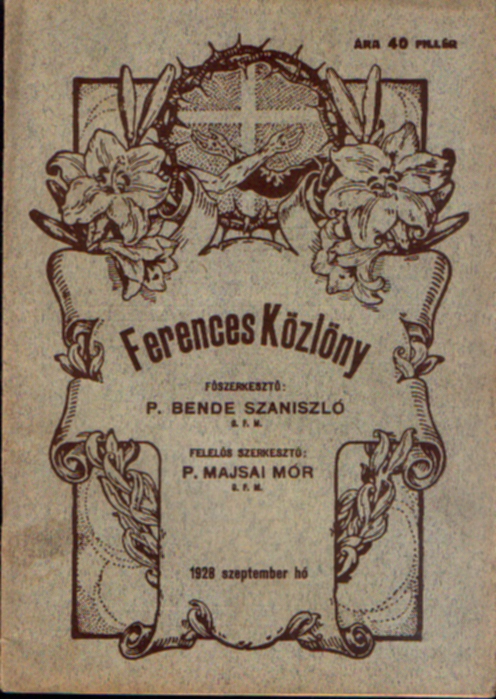 ÁRA 40 FILLÉR
Ferences Közlöny
FŐSZERKESZTŐ:
P. BENDE SZANISZLÓ
O. F. M.
FELELŐS SZERKESZTŐ:
P. MAJSAI MÓR
O. F. M.
1928 szeptember hó